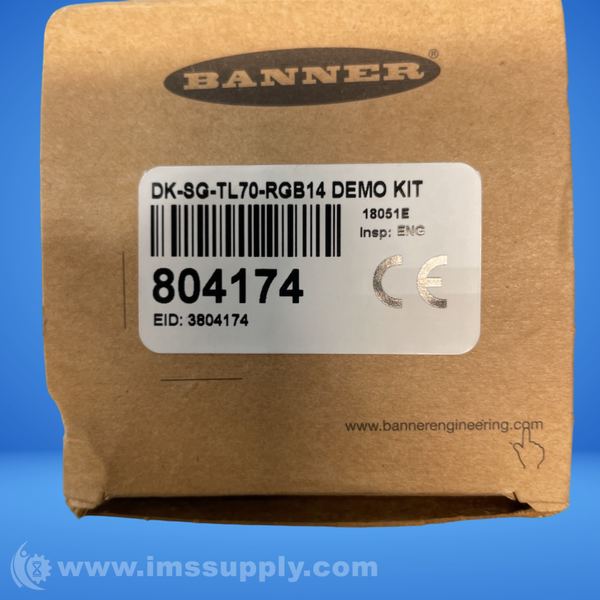 BANNER®
DK-SG-TL70-RGB14 DEMO KIT
18051E
Insp: ENG
804174
CE
EID: 3804174
www.bannerengineering.com
www.imssupply.com